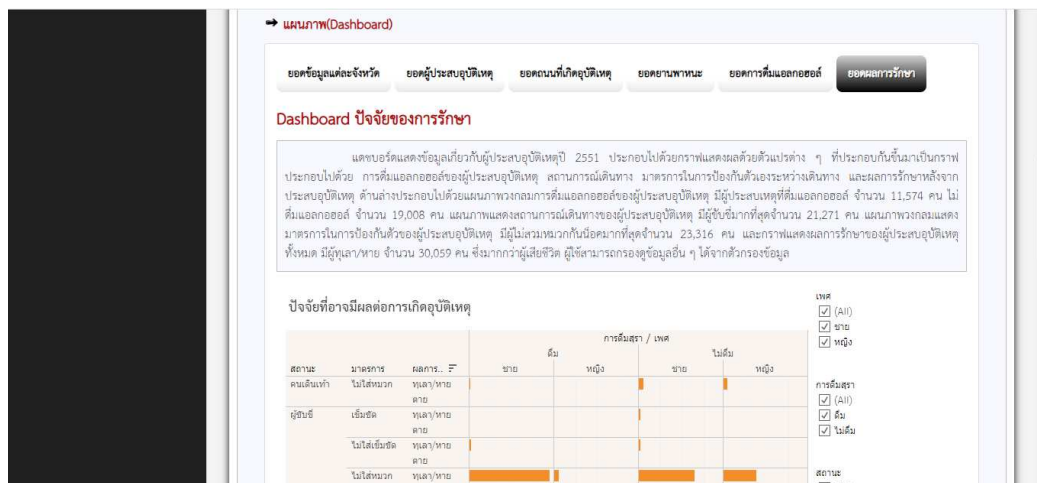 ➡ แผนภาพ(Dashboard)
ยอดข้อมูลแต่ละจังหวัด ยอดผู้ประสบอุบัติเหตุ ยอดถนนที่เกิดอุบัติเหตุ ยอดยานพาหนะ ยอดการดื่มแอลกอฮอล์ ยอดผลการรักษา
Dashboard ปัจจัยของการรักษา
แดชบอร์ดแสดงข้อมูลเกี่ยวกับผู้ประสบอุบัติเหตุปี 2551 ประกอบไปด้วยกราฟแสดงผลด้วยตัวแปรต่าง ๆ ที่ประกอบกันขึ้นมาเป็นกราฟ
ประกอบไปด้วย การดื่มแอลกอฮอล์ของผู้ประสบอุบัติเหตุ สถานการณ์เดินทาง มาตรการในการป้องกันตัวเองระหว่างเดินทาง และผลการรักษาหลังจาก
ประสบอุบัติเหตุ ด้านล่างประกอบไปด้วยแผนภาพวงกลมการดื่มแอลกอฮอล์ของผู้ประสบอุบัติเหตุ มีผู้ประสบเหตุที่ดื่มแอลกอฮอล์ จำนวน 11,574 คน ไม่
ดื่มแอลกอฮอล์ จำนวน 19,008 คน แผนภาพแสดงสถานการณ์เดินทางของผู้ประสบอุบัติเหตุ มีผู้ขับขี่มากที่สุดจำนวน 21,271 คน แผนภาพวงกลมแสดง
มาตรการในการป้องกันตัวของผู้ประสบอุบัติเหตุ มีผู้ไม่สวมหมวกกันน็อคมากที่สุดจำนวน 23,316 คน และกราฟแสดงผลการรักษาของผู้ประสบอุบัติเหตุ
ทั้งหมด มีผู้ทุเลา/หาย จำนวน 30,059 คน ซึ่งมากกว่าผู้เสียชีวิต ผู้ใช้สามารถกรองดูข้อมูลอื่น ๆ ได้จากตัวกรองข้อมูล
ปัจจัยที่อาจมีผลต่อการเกิดอุบัติเหตุ
การดื่มสุรา / เพศ
ดื่ม ไม่ดื่ม
สถานะ มาตรการ ผลการ.. ชาย หญิง ชาย หญิง
คนเดินเท้า ไม่ใส่หมวก ทุเลา/หาย
ตาย
ผู้ขับขี่ เข็มขัด ทุเลา/หาย
ตาย
ไม่ใส่เข็มขัด ทุเลา/หาย
ตาย
ไม่ใส่หมวก ทุเลา/หาย
เพศ
(All)
ชาย
หญิง
การดื่มสุรา
(All)
ดื่ม
ไม่ดื่ม
สถานะ